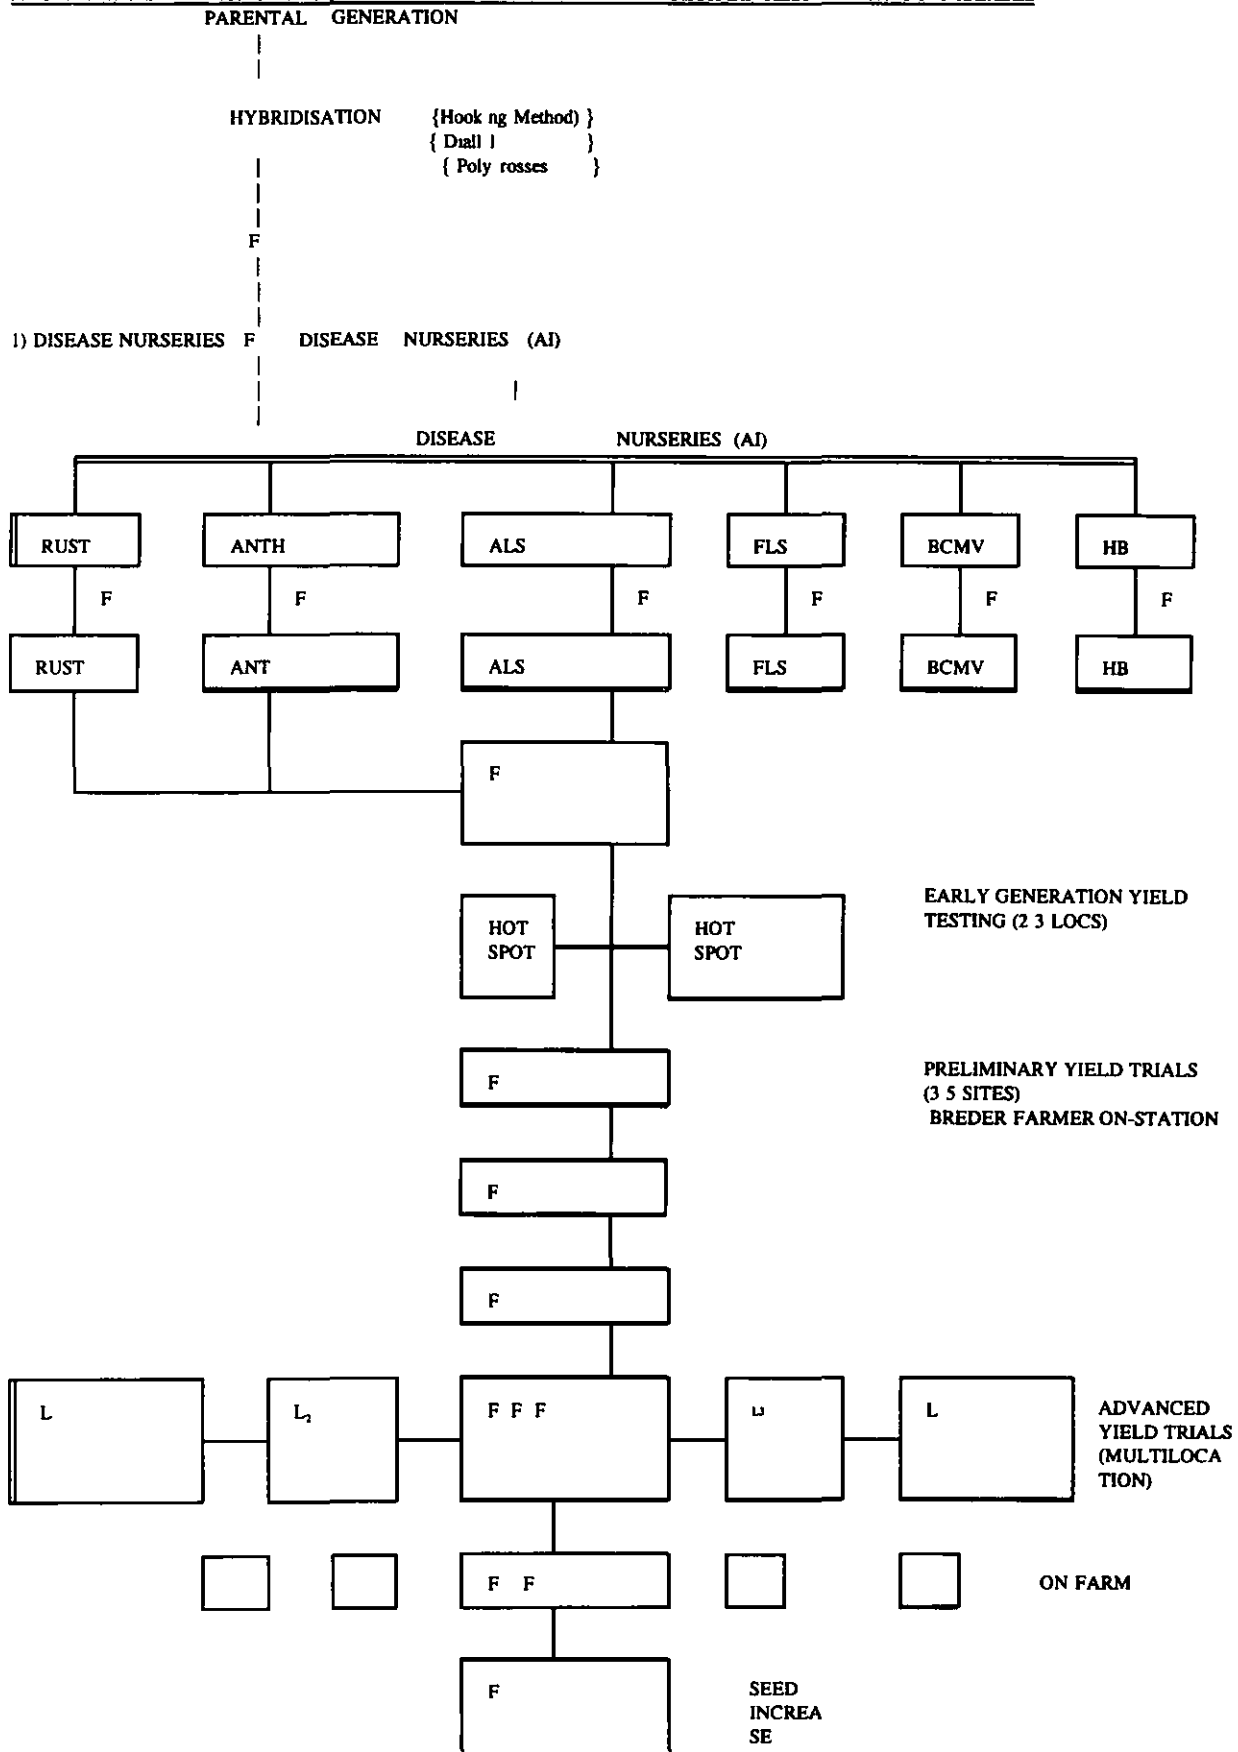 PARENTAL GENERATION
HYBRIDISATION {Hook ng Method) }
{ Diall l }
{ Poly rosses }
F
1) DISEASE NURSERIES F DISEASE NURSERIES (AI)
DISEASE NURSERIES (AI)
RUST ANTH ALS FLS BCMV HB
F F F F F F
RUST ANT ALS FLS BCMV HB
F
HOT
SPOT
HOT
SPOT
EARLY GENERATION YIELD
TESTING (2 3 LOCS)
F
PRELIMINARY YIELD TRIALS
(3 5 SITES)
BREDER FARMER ON-STATION
F
F
L L₂ F F F L
ADVANCED
YIELD TRIALS
(MULTILOCA
TION)
F F ON FARM
F
SEED
INCREA
SE